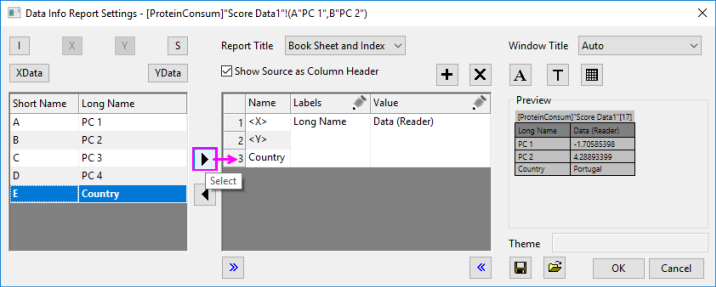 Data Info Report Settings - [ProteinConsum]"Score Data1"!(A"PC 1",B"PC 2")
I X Y S Report Title Book Sheet and Index Window Title Auto
XData YData Show Source as Column Header A T
Short Name Long Name
A PC 1
B PC 2
C PC 3
D PC 4
E Country
Select
Name Labels Value
1 <X> Long Name Data (Reader)
2 <Y>
3 Country
Preview
[ProteinConsum]"Score Data1"[17]
Long Name Data (Reader)
PC 1 -1.70585398
PC 2 4.28893399
Country Portugal
Theme
OK Cancel